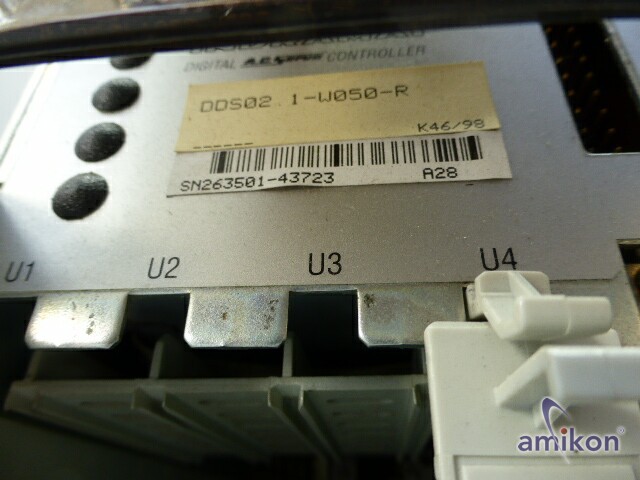 DIGITAL A.C. SERVO CONTROLLER
DDS02.1-W050-R
K46/98
SN263501-43723 A28
U1 U2 U3 U4
amikon